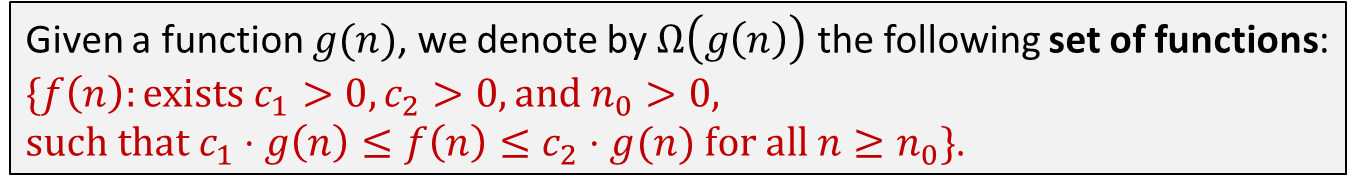 Given a function g(n), we denote by Ω(g(n)) the following set of functions:
{f(n): exists c₁ > 0, c₂ > 0, and n₀ > 0,
such that c₁ · g(n) ≤ f(n) ≤ c₂ · g(n) for all n ≥ n₀}.